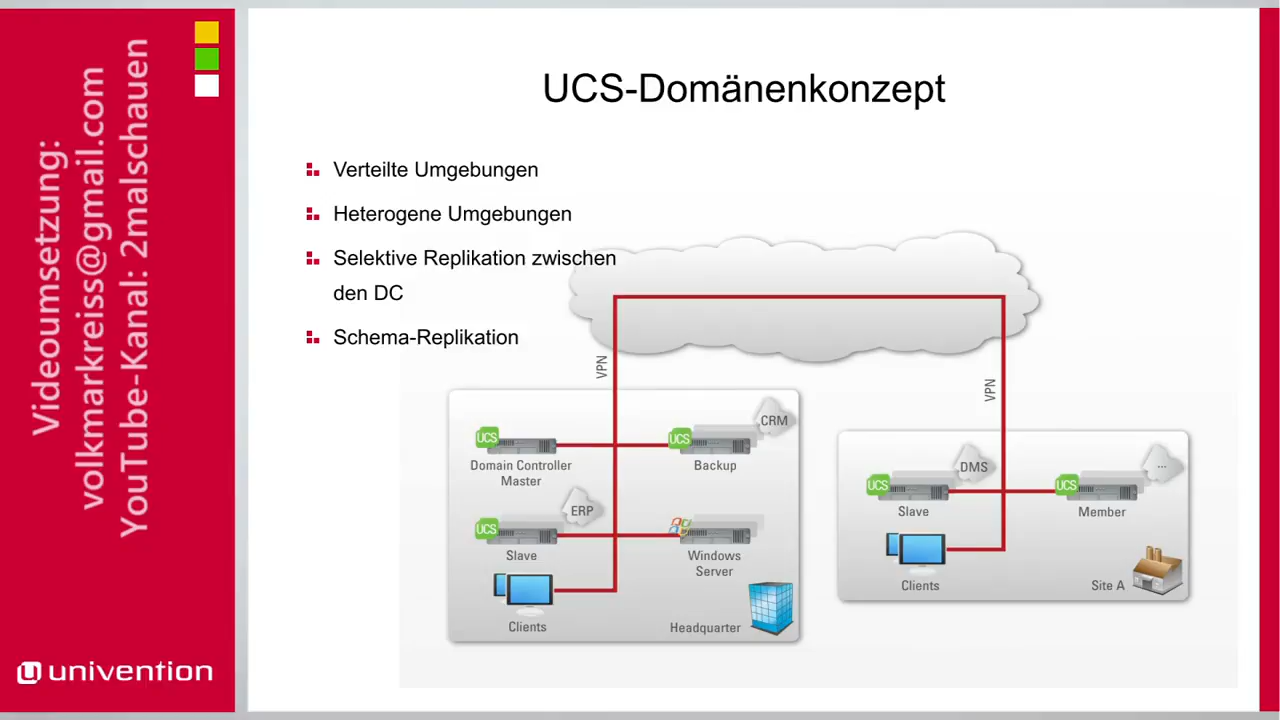 Videoumsetzung:
volkmarkreiss@gmail.com
YouTube-Kanal: 2malschauen
univention
UCS-Domänenkonzept
Verteilte Umgebungen
Heterogene Umgebungen
Selektive Replikation zwischen
den DC
Schema-Replikation
VPN
VPN
UCS
Domain Controller
Master
UCS
CRM
Backup
UCS
ERP
Slave
Windows
Server
Clients
Headquarter
UCS
DMS
Slave
UCS
...
Member
Clients
Site A